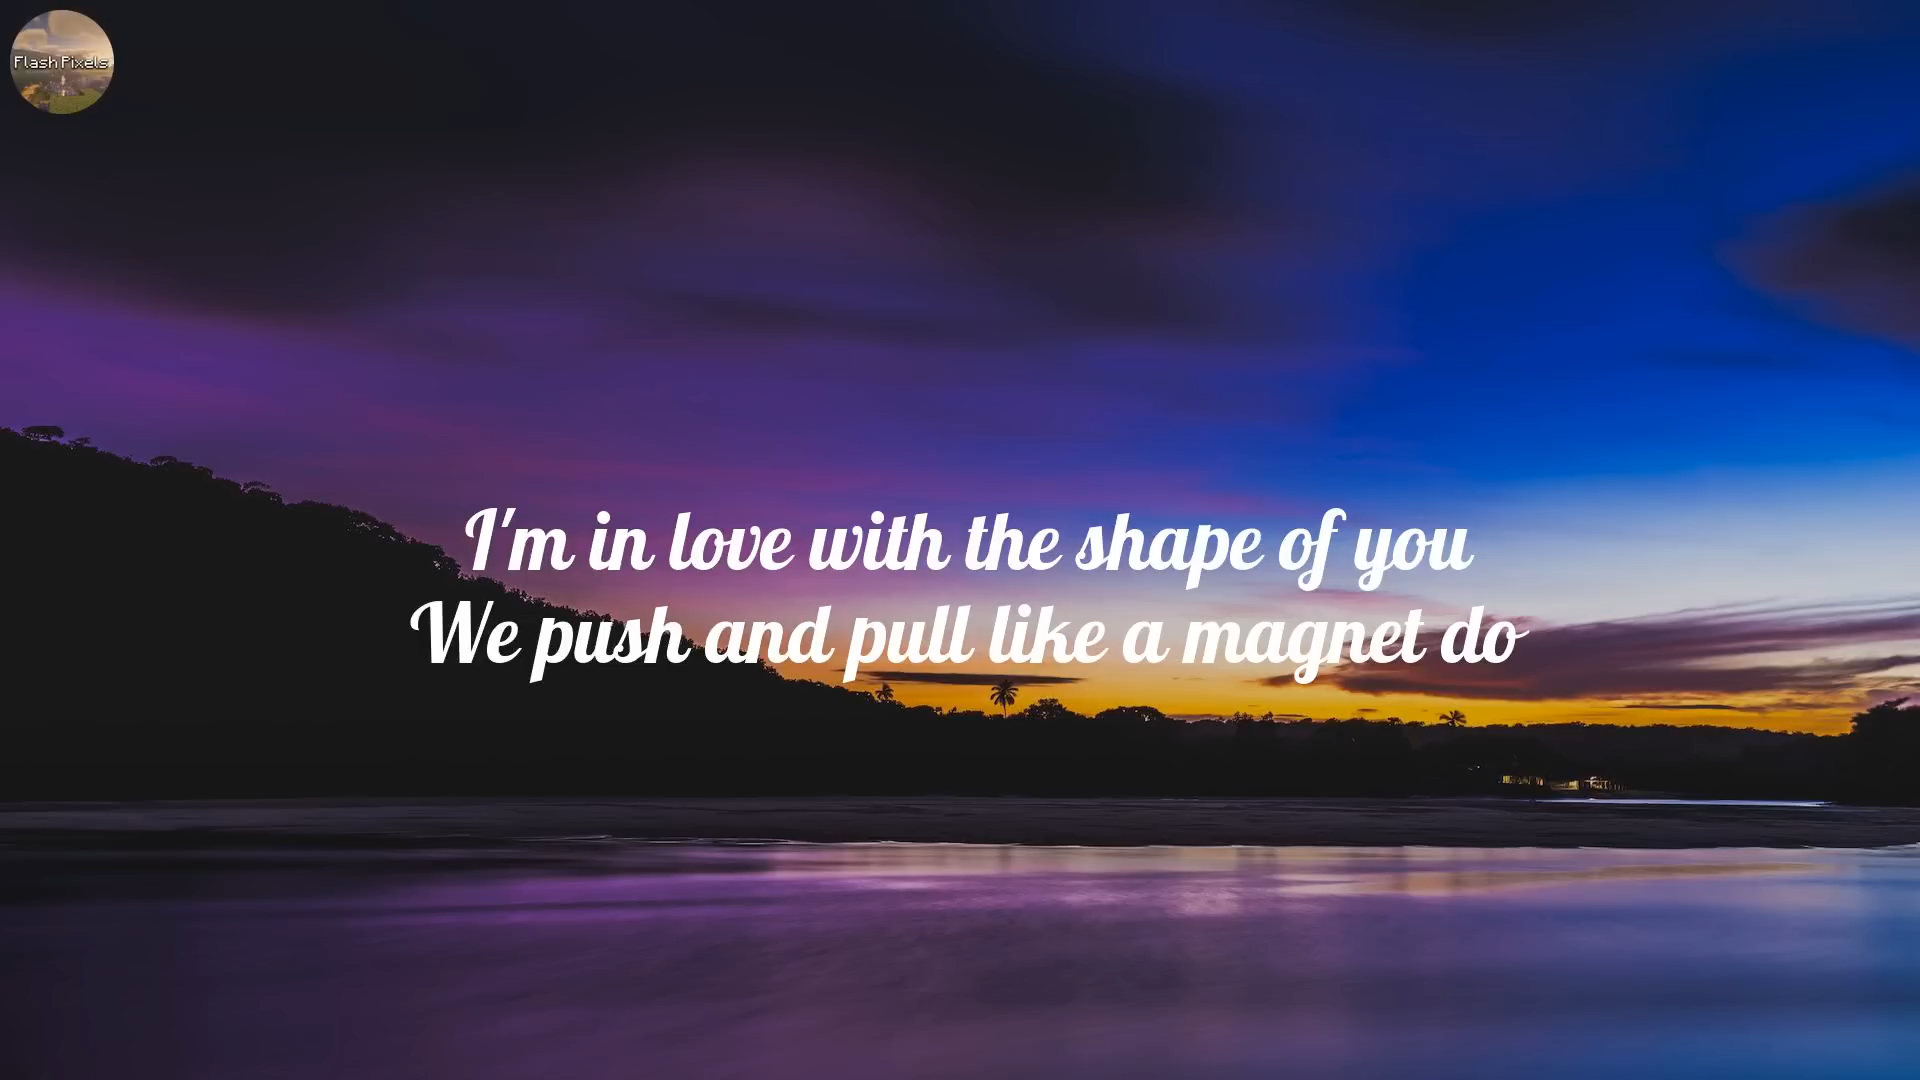 Flash Pixels
I'm in love with the shape of you
We push and pull like a magnet do